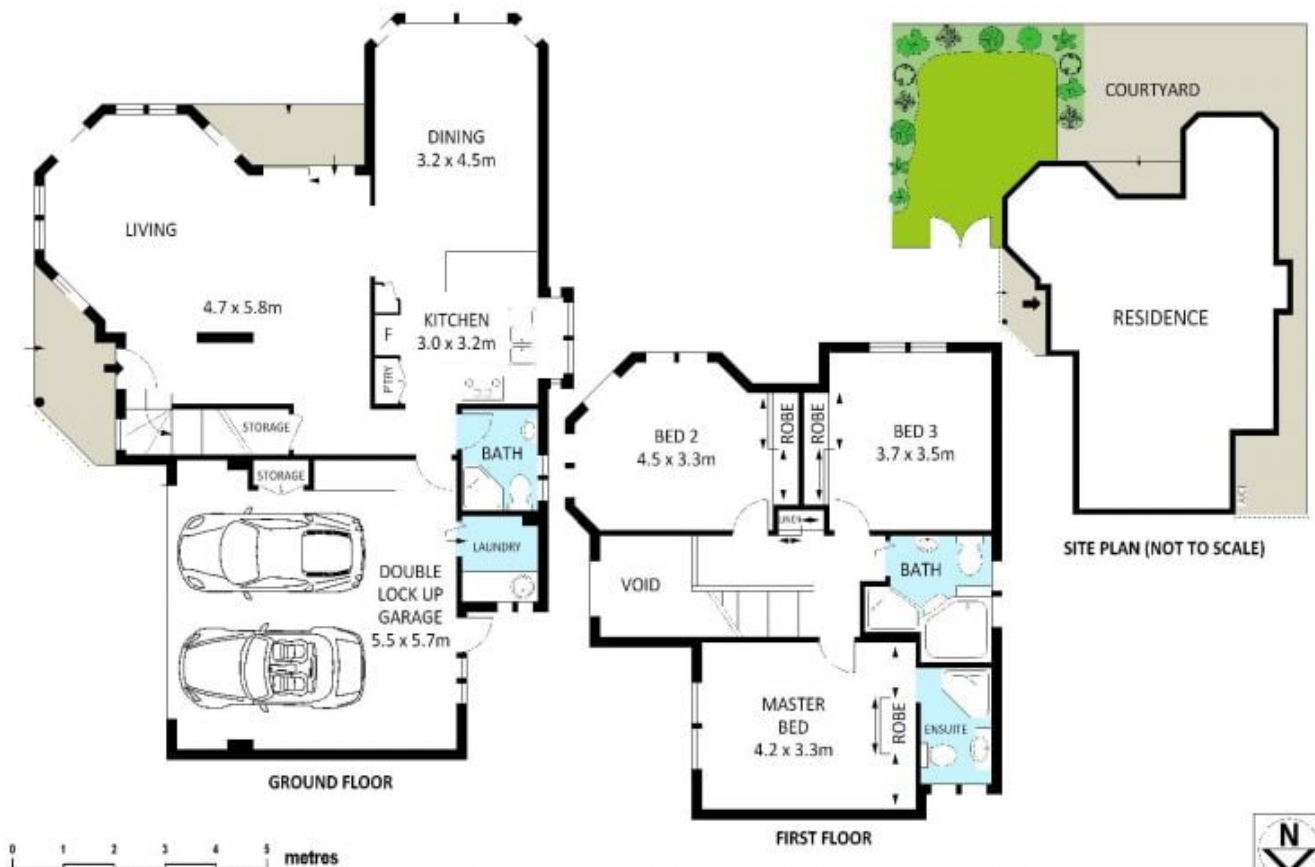 DINING
3.2 x 4.5m
LIVING
4.7 x 5.8m
F
KITCHEN
3.0 x 3.2m
PTRY
STORAGE
STORAGE
BATH
LAUNDRY
DOUBLE
LOCK UP
GARAGE
5.5 x 5.7m
GROUND FLOOR
0 1 2 3 4 5 metres
BED 2
4.5 x 3.3m
ROBE
ROBE
BED 3
3.7 x 3.5m
LINEN
VOID
BATH
MASTER
BED
4.2 x 3.3m
ROBE
ENSUITE
FIRST FLOOR
COURTYARD
RESIDENCE
A/C
SITE PLAN (NOT TO SCALE)
N